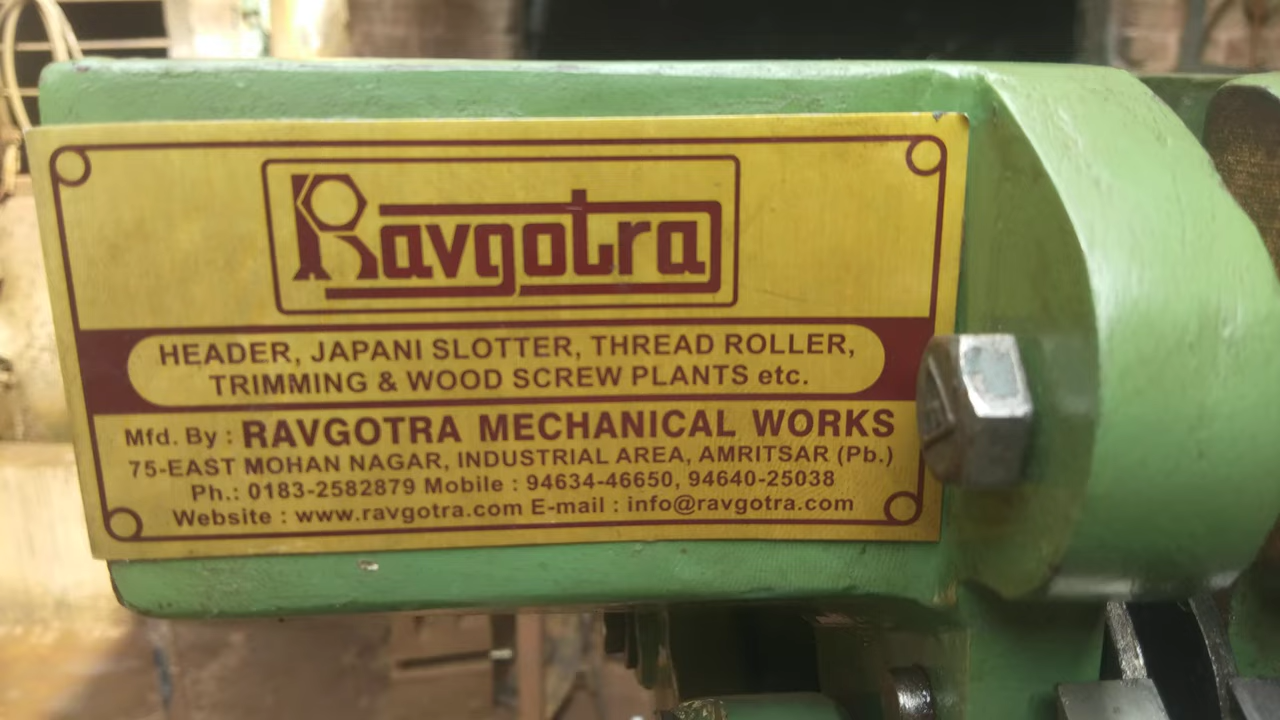 Ravgotra
HEADER, JAPANI SLOTTER, THREAD ROLLER,
TRIMMING & WOOD SCREW PLANTS etc.
Mfd. By : RAVGOTRA MECHANICAL WORKS
75-EAST MOHAN NAGAR, INDUSTRIAL AREA, AMRITSAR (Pb.)
Ph.: 0183-2582879 Mobile : 94634-46650, 94640-25038
Website : www.ravgotra.com E-mail : info@ravgotra.com